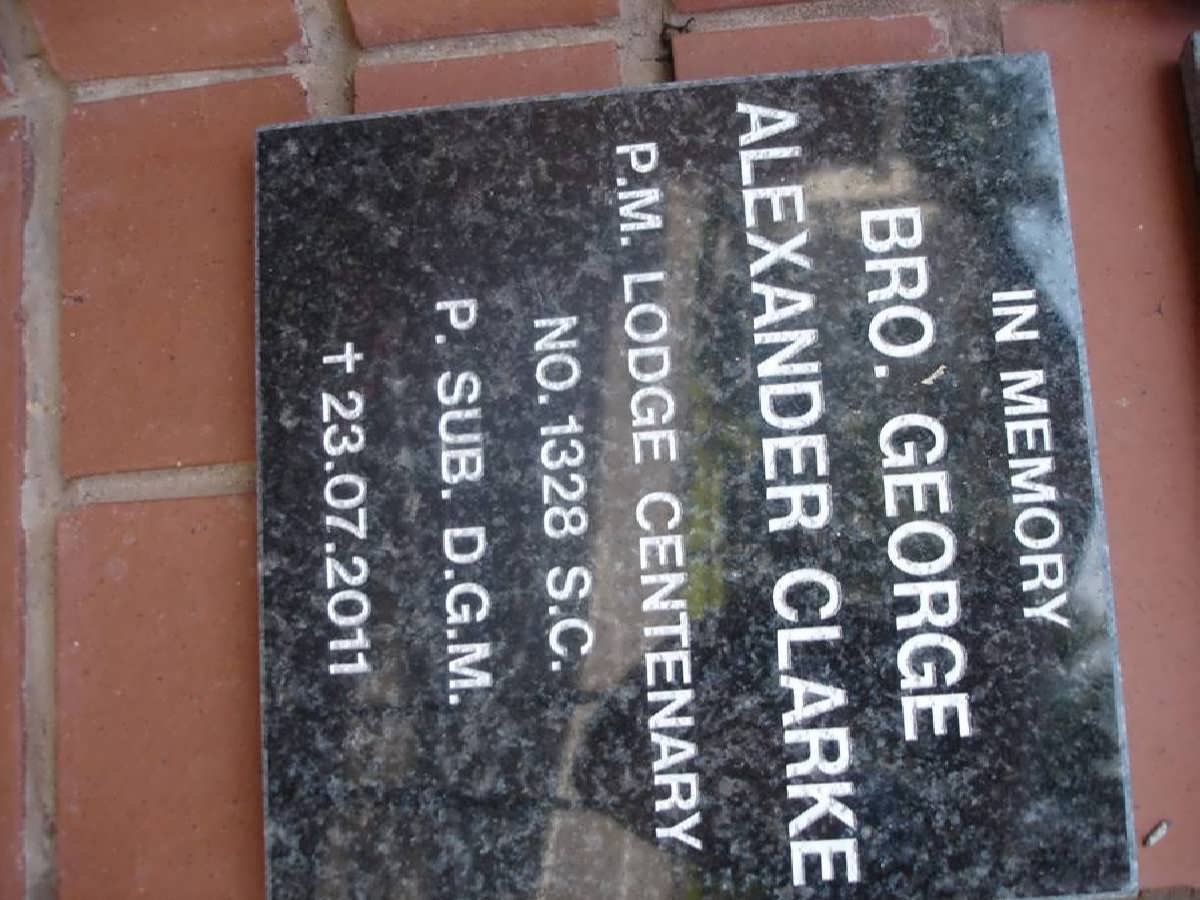 IN MEMORY
BRO. GEORGE
ALEXANDER CLARKE
P.M. LODGE CENTENARY
NO. 1328 S.C.
P. SUB. D.G.M.
† 23.07.2011